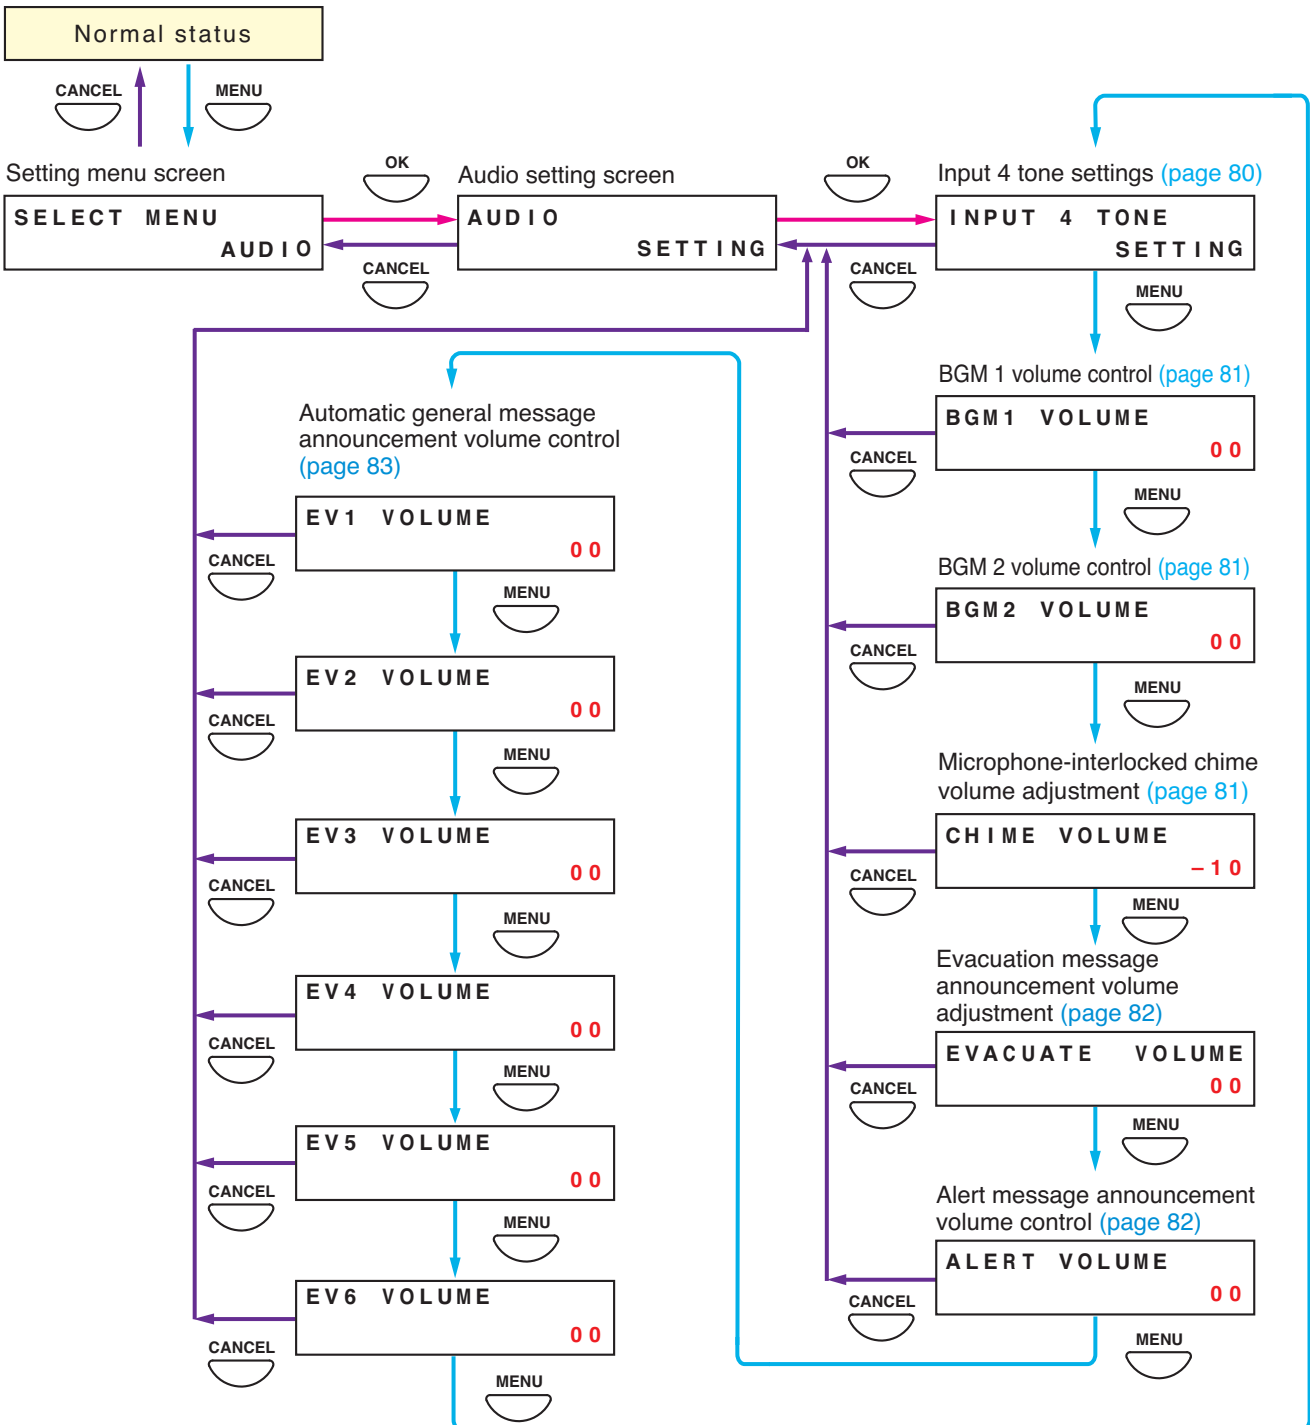 Normal status
CANCEL
MENU
Setting menu screen
SELECT MENU
AUDIO
OK
CANCEL
Audio setting screen
AUDIO
SETTING
OK
CANCEL
Input 4 tone settings (page 80)
INPUT 4 TONE
SETTING
MENU
BGM 1 volume control (page 81)
BGM1 VOLUME
00
CANCEL
MENU
BGM 2 volume control (page 81)
BGM2 VOLUME
00
CANCEL
MENU
Microphone-interlocked chime
volume adjustment (page 81)
CHIME VOLUME
–10
CANCEL
MENU
Evacuation message
announcement volume
adjustment (page 82)
EVACUATE VOLUME
00
CANCEL
MENU
Alert message announcement
volume control (page 82)
ALERT VOLUME
00
CANCEL
MENU
Automatic general message
announcement volume control
(page 83)
EV1 VOLUME
00
CANCEL
MENU
EV2 VOLUME
00
CANCEL
MENU
EV3 VOLUME
00
CANCEL
MENU
EV4 VOLUME
00
CANCEL
MENU
EV5 VOLUME
00
CANCEL
MENU
EV6 VOLUME
00
CANCEL
MENU